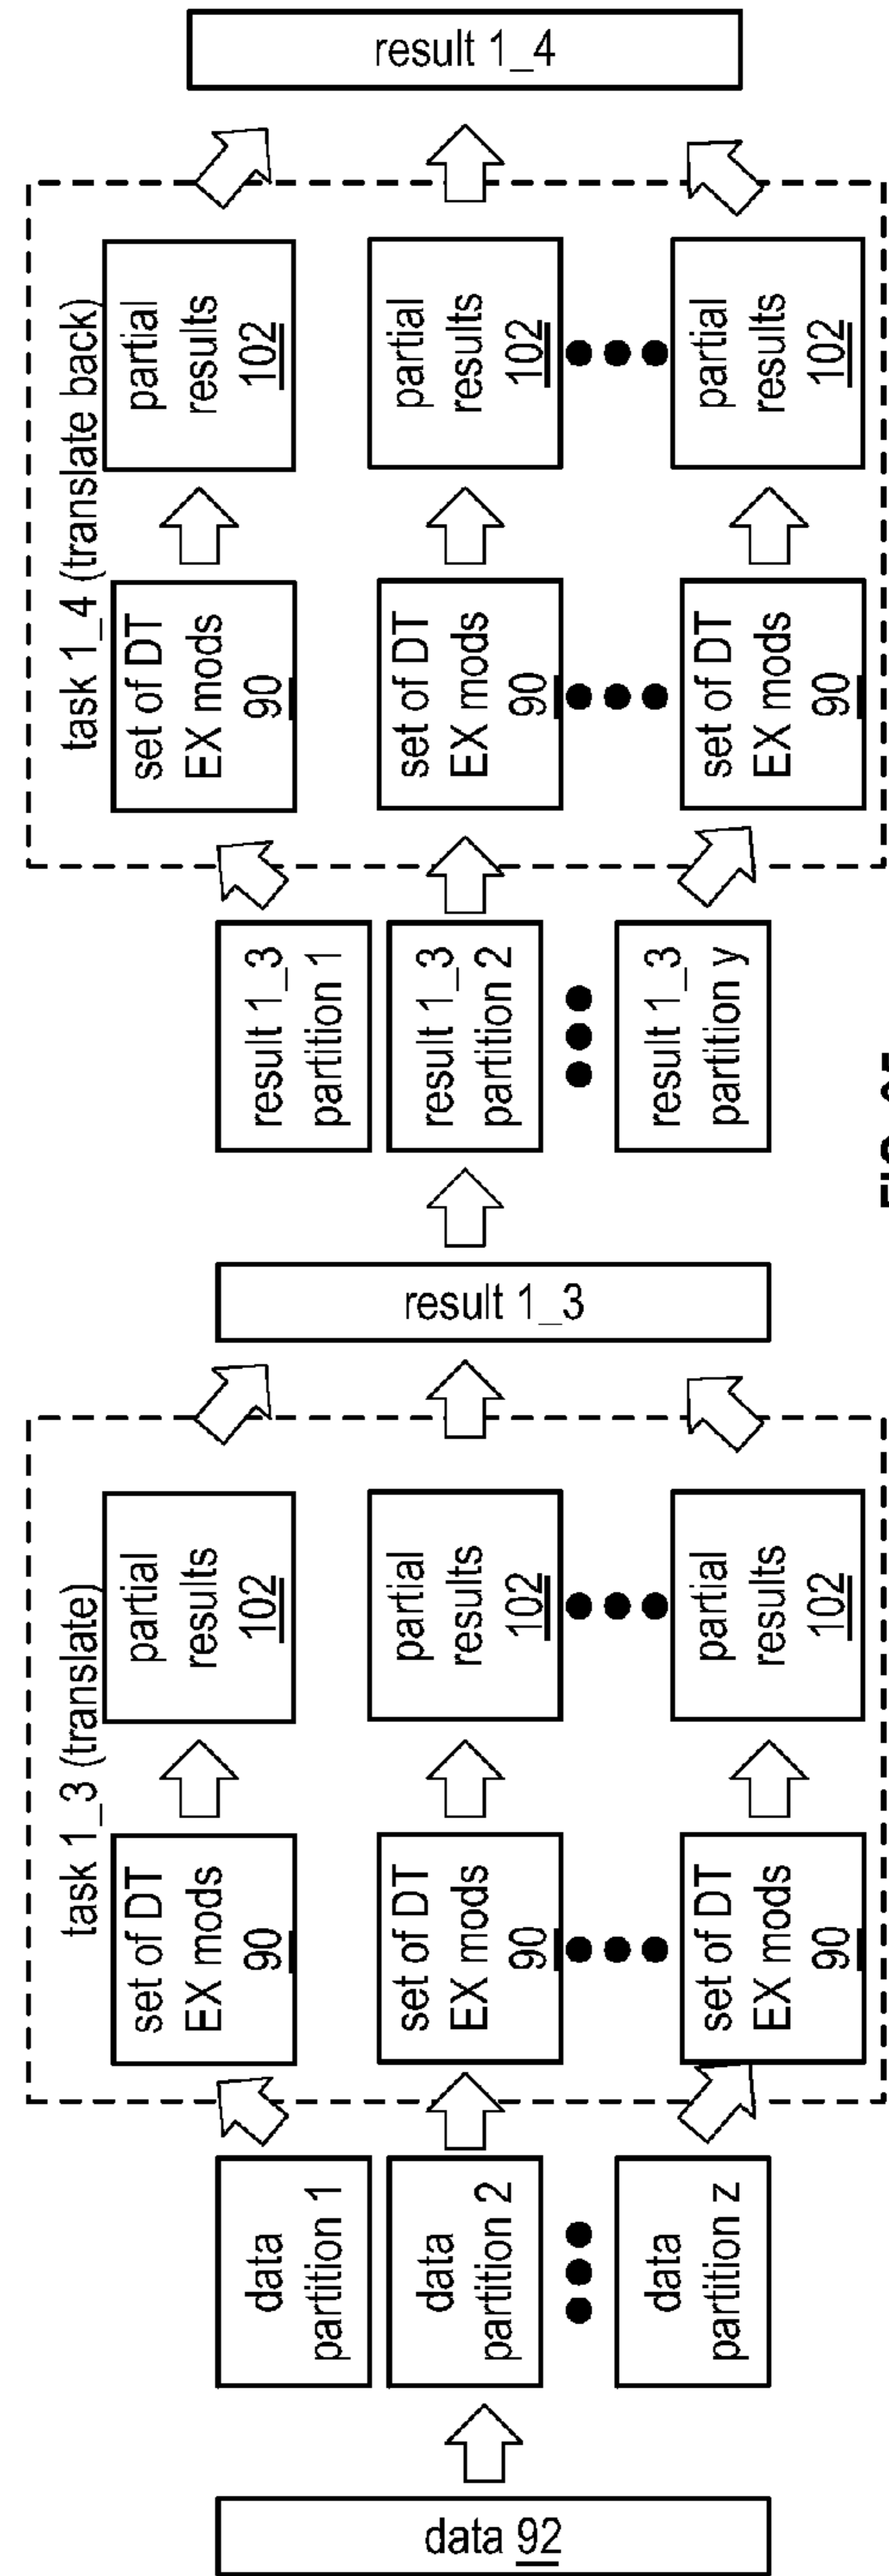 data 92
data
partition 1
data
partition 2
data
partition z
task 1_3 (translate)
set of DT
EX mods
90
set of DT
EX mods
90
set of DT
EX mods
90
partial
results
102
partial
results
102
partial
results
102
result 1_3
result 1_3
partition 1
result 1_3
partition 2
result 1_3
partition y
task 1_4 (translate back)
set of DT
EX mods
90
set of DT
EX mods
90
set of DT
EX mods
90
partial
results
102
partial
results
102
partial
results
102
result 1_4